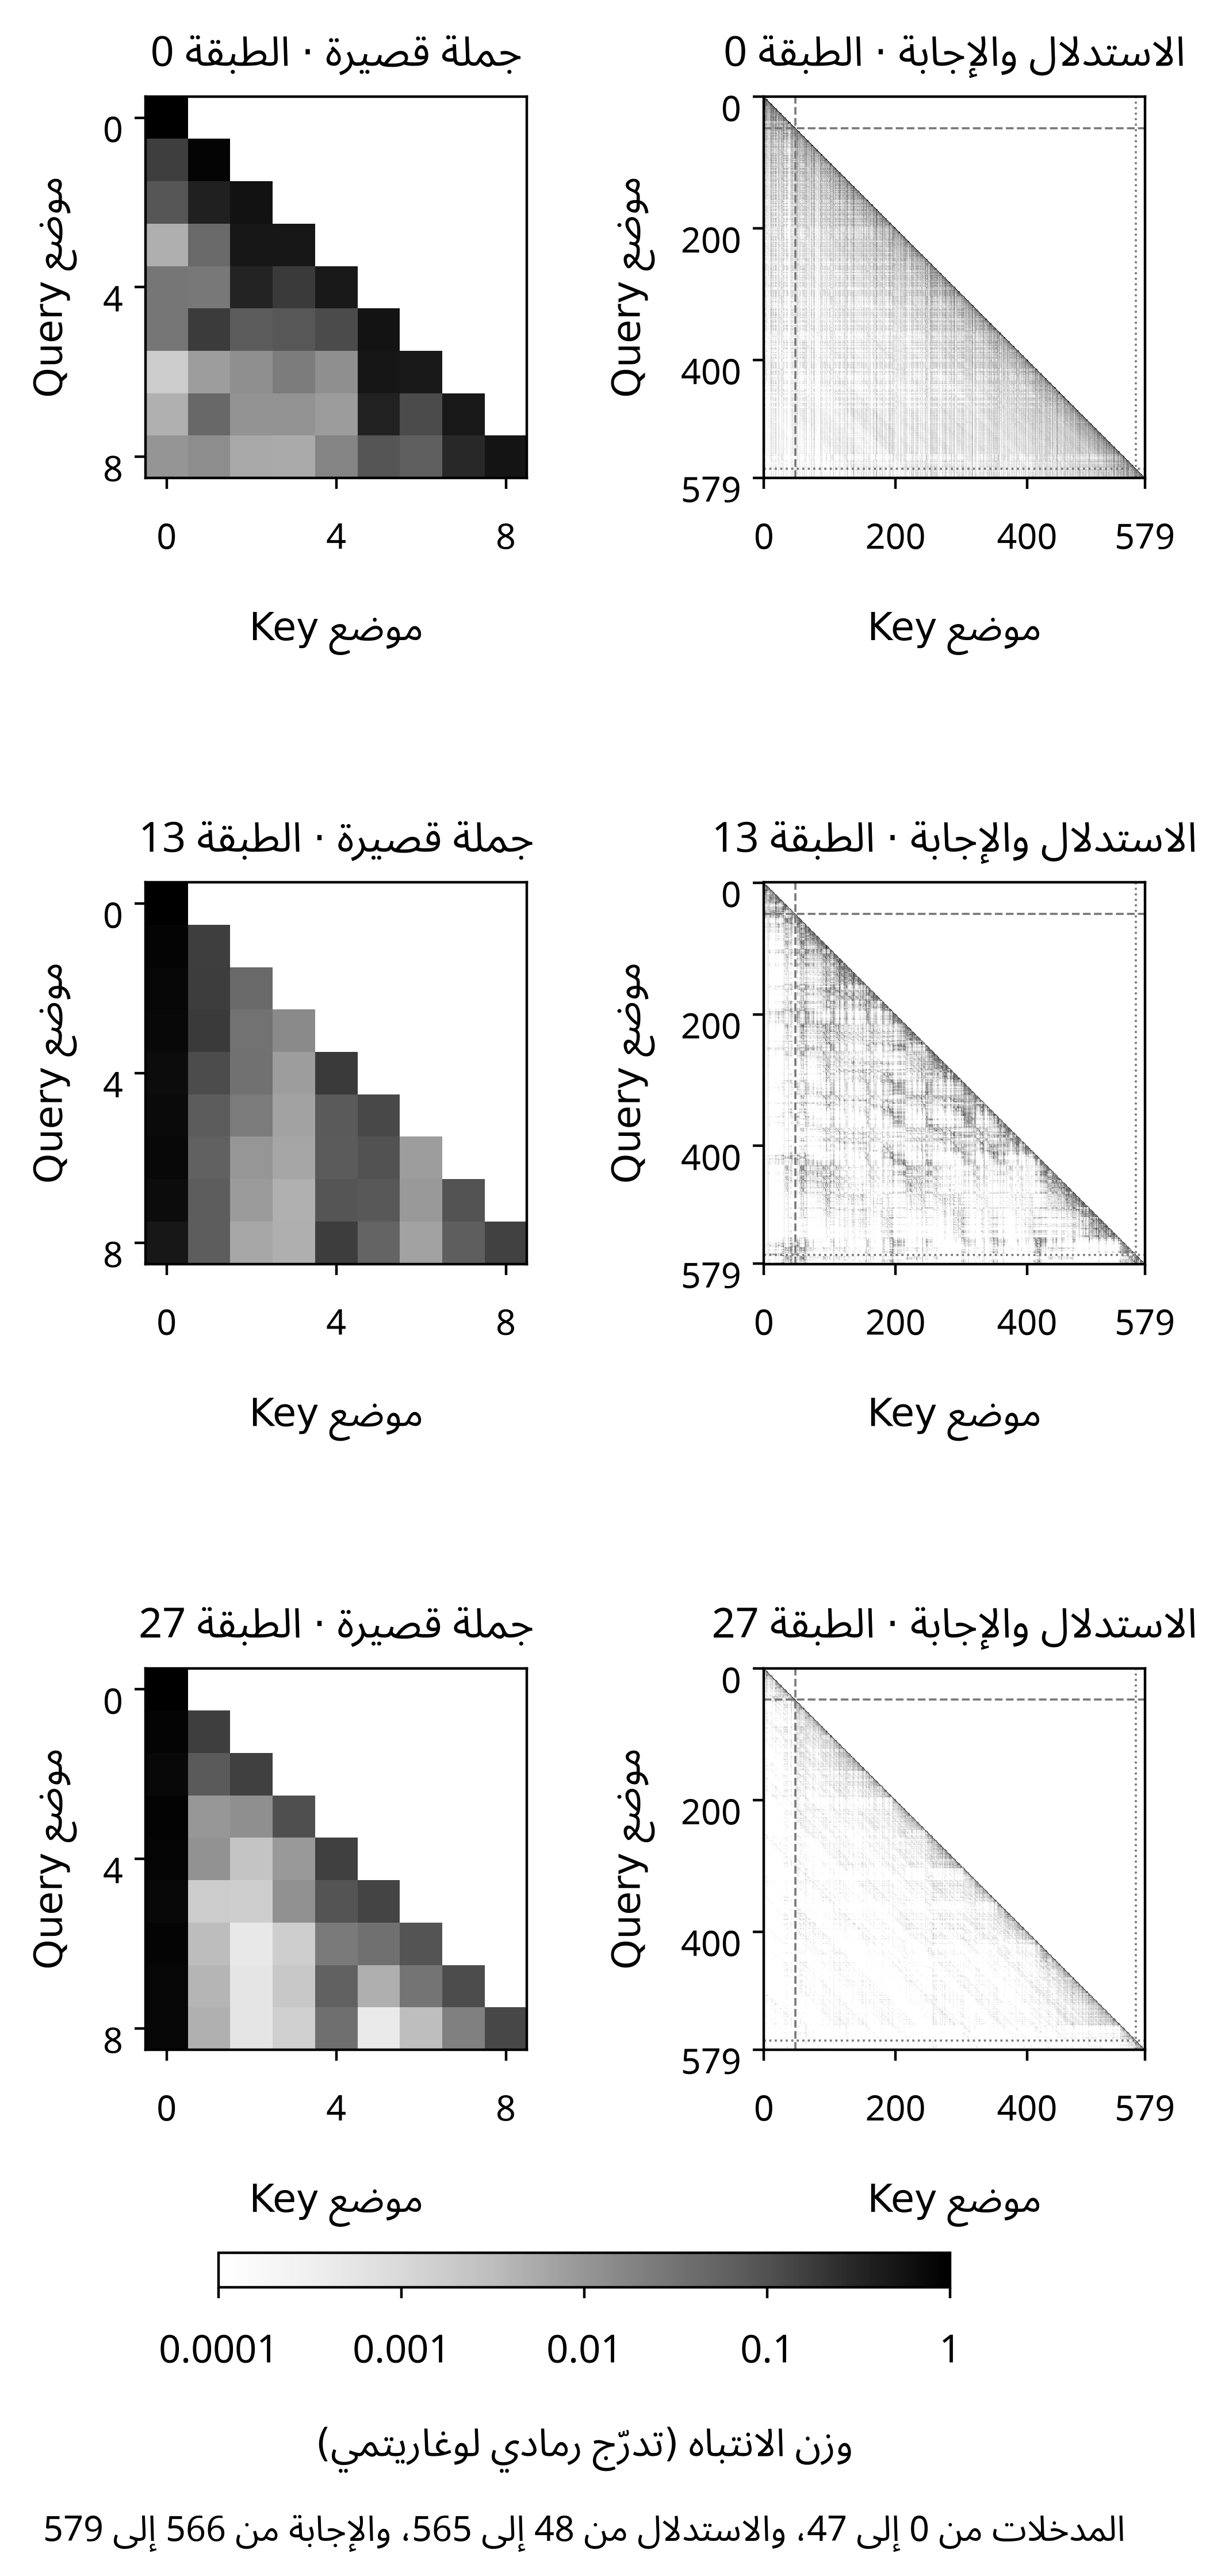 جملة قصيرة · الطبقة 0
موضع Query
0
4
8
0 4 8
موضع Key
الاستدلال والإجابة · الطبقة 0
موضع Query
0
200
400
579
0 200 400 579
موضع Key
جملة قصيرة · الطبقة 13
موضع Query
0
4
8
0 4 8
موضع Key
الاستدلال والإجابة · الطبقة 13
موضع Query
0
200
400
579
0 200 400 579
موضع Key
جملة قصيرة · الطبقة 27
موضع Query
0
4
8
0 4 8
موضع Key
الاستدلال والإجابة · الطبقة 27
موضع Query
0
200
400
579
0 200 400 579
موضع Key
0.0001 0.001 0.01 0.1 1
وزن الانتباه (تدرّج رمادي لوغاريتمي)
المدخلات من 0 إلى 47، والاستدلال من 48 إلى 565، والإجابة من 566 إلى 579